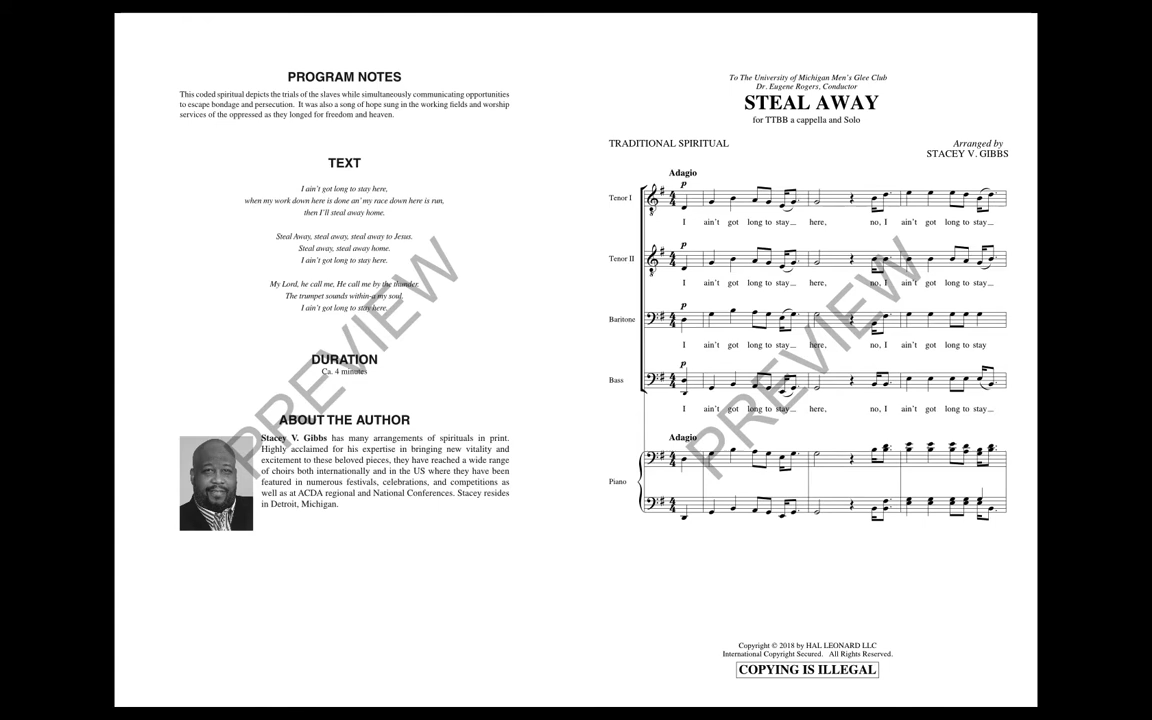 PROGRAM NOTES
This coded spiritual depicts the trials of the slaves while simultaneously communicating opportunities
to escape bondage and persecution. It was also a song of hope sung in the working fields and worship
services of the oppressed as they longed for freedom and heaven.
TEXT
I ain't got long to stay here,
when my work down here is done an' my race down here is run,
then I'll steal away home.
Steal Away, steal away, steal away to Jesus.
Steal away, steal away home.
I ain't got long to stay here.
My Lord, he call me, He call me by the thunder.
The trumpet sounds within-a my soul.
I ain't got long to stay here.
DURATION
Ca. 4 minutes
ABOUT THE AUTHOR
Stacey V. Gibbs has many arrangements of spirituals in print.
Highly acclaimed for his expertise in bringing new vitality and
excitement to these beloved pieces, they have reached a wide range
of choirs both internationally and in the US where they have been
featured in numerous festivals, celebrations, and competitions as
well as at ACDA regional and National Conferences. Stacey resides
in Detroit, Michigan.
PREVIEW
To The University of Michigan Men's Glee Club
Dr. Eugene Rogers, Conductor
STEAL AWAY
for TTBB a cappella and Solo
TRADITIONAL SPIRITUAL
Arranged by
STACEY V. GIBBS
Adagio
p
Tenor I
I ain't got long to stay__ here, no, I ain't got long to stay__
p
Tenor II
I ain't got long to stay__ here, no, I ain't got long to stay__
p
Baritone
I ain't got long to stay__ here, no, I ain't got long to stay
p
Bass
I ain't got long to stay__ here, no, I ain't got long to stay__
Adagio
Piano
PREVIEW
Copyright © 2018 by HAL LEONARD LLC
International Copyright Secured. All Rights Reserved.
COPYING IS ILLEGAL